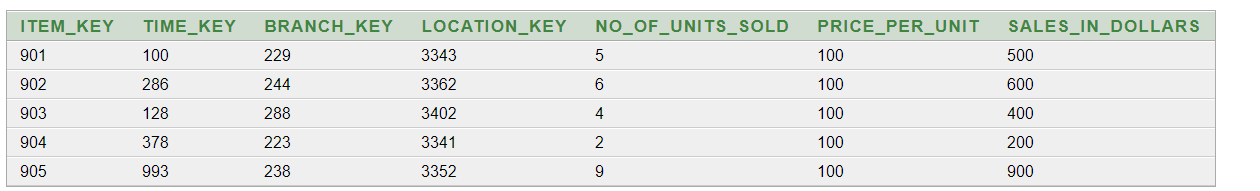 ITEM_KEY TIME_KEY BRANCH_KEY LOCATION_KEY NO_OF_UNITS_SOLD PRICE_PER_UNIT SALES_IN_DOLLARS
901 100 229 3343 5 100 500
902 286 244 3362 6 100 600
903 128 288 3402 4 100 400
904 378 223 3341 2 100 200
905 993 238 3352 9 100 900